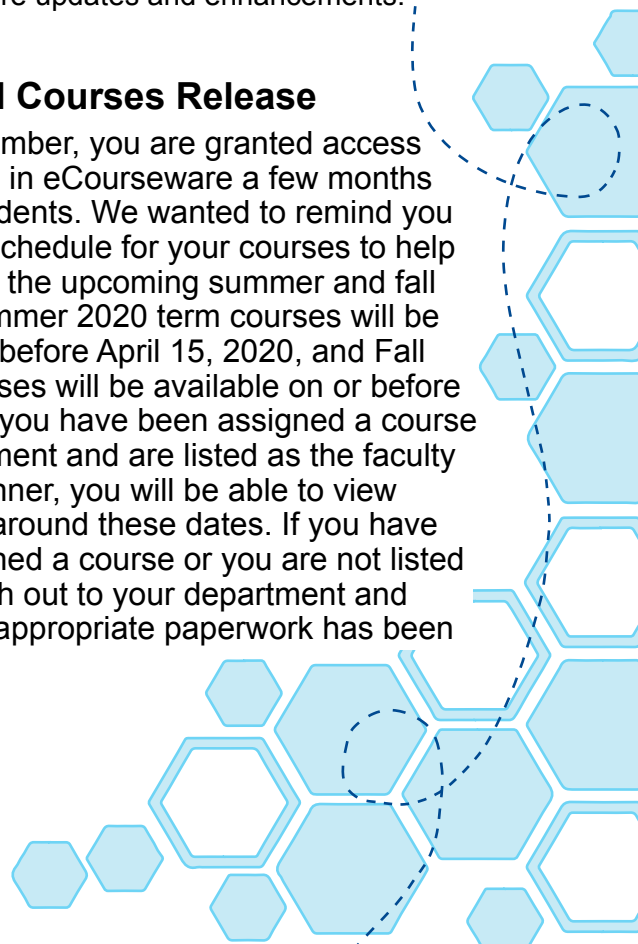 re updates and enhancements.
l Courses Release
mber, you are granted access
in eCourseware a few months
dents. We wanted to remind you
chedule for your courses to help
the upcoming summer and fall
mmer 2020 term courses will be
before April 15, 2020, and Fall
ses will be available on or before
you have been assigned a course
ment and are listed as the faculty
nner, you will be able to view
around these dates. If you have
ned a course or you are not listed
h out to your department and
appropriate paperwork has been